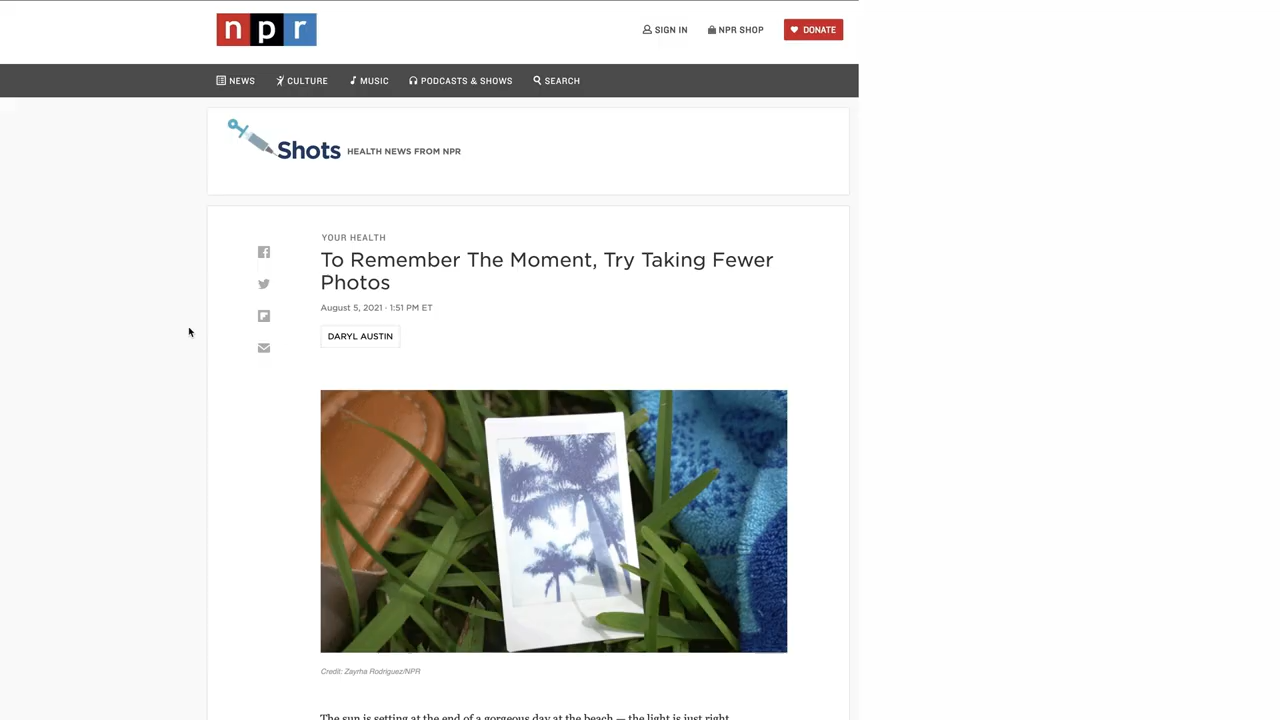 npr
SIGN IN
NPR SHOP
DONATE
NEWS
CULTURE
MUSIC
PODCASTS & SHOWS
SEARCH
Shots HEALTH NEWS FROM NPR
YOUR HEALTH
To Remember The Moment, Try Taking Fewer
Photos
August 5, 2021 · 1:51 PM ET
DARYL AUSTIN
Credit: Zayrha Rodriguez/NPR
The sun is setting at the end of a gorgeous day at the beach — the light is just right,